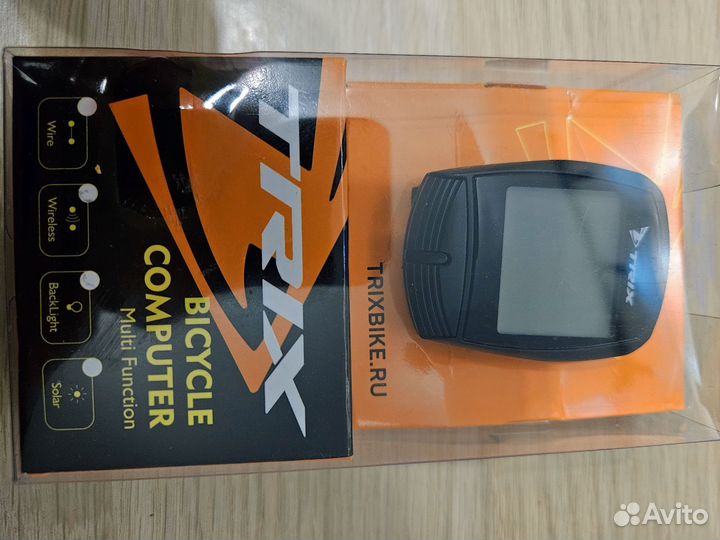 TRIX
BICYCLE
COMPUTER
Multi Function
Wire
Wireless
BackLight
Solar
TRIXBIKE.RU
TRIX
Avito